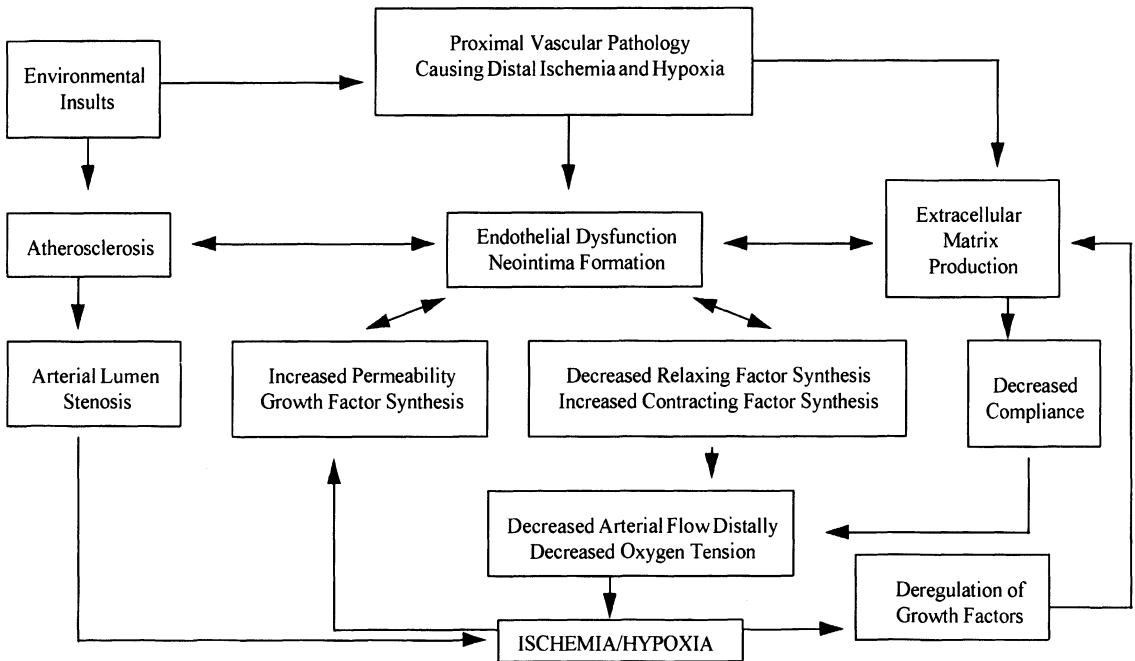 Proximal Vascular Pathology
Causing Distal Ischemia and Hypoxia
Environmental
Insults
Atherosclerosis
Endothelial Dysfunction
Neointima Formation
Extracellular
Matrix
Production
Arterial Lumen
Stenosis
Increased Permeability
Growth Factor Synthesis
Decreased Relaxing Factor Synthesis
Increased Contracting Factor Synthesis
Decreased
Compliance
Decreased Arterial Flow Distally
Decreased Oxygen Tension
Deregulation of
Growth Factors
ISCHEMIA/HYPOXIA